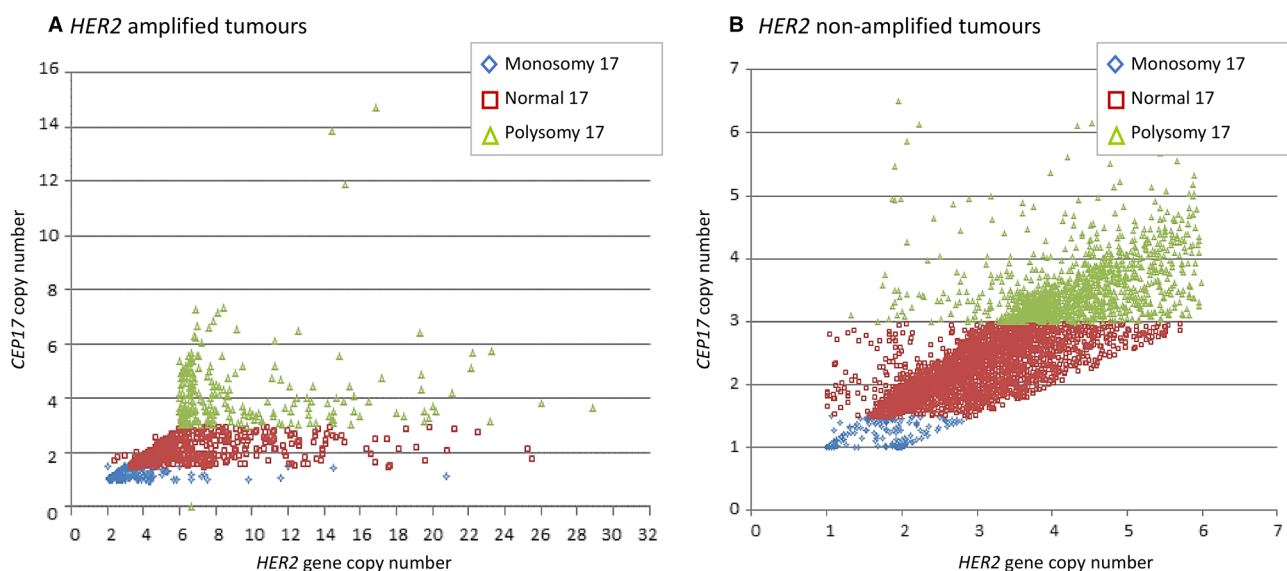 A HER2 amplified tumours
Monosomy 17
Normal 17
Polysomy 17
16
14
12
10
8
6
4
2
0
0 2 4 6 8 10 12 14 16 18 20 22 24 26 28 30 32
CEP17 copy number
HER2 gene copy number
B HER2 non-amplified tumours
Monosomy 17
Normal 17
Polysomy 17
7
6
5
4
3
2
1
0
0 1 2 3 4 5 6 7
CEP17 copy number
HER2 gene copy number